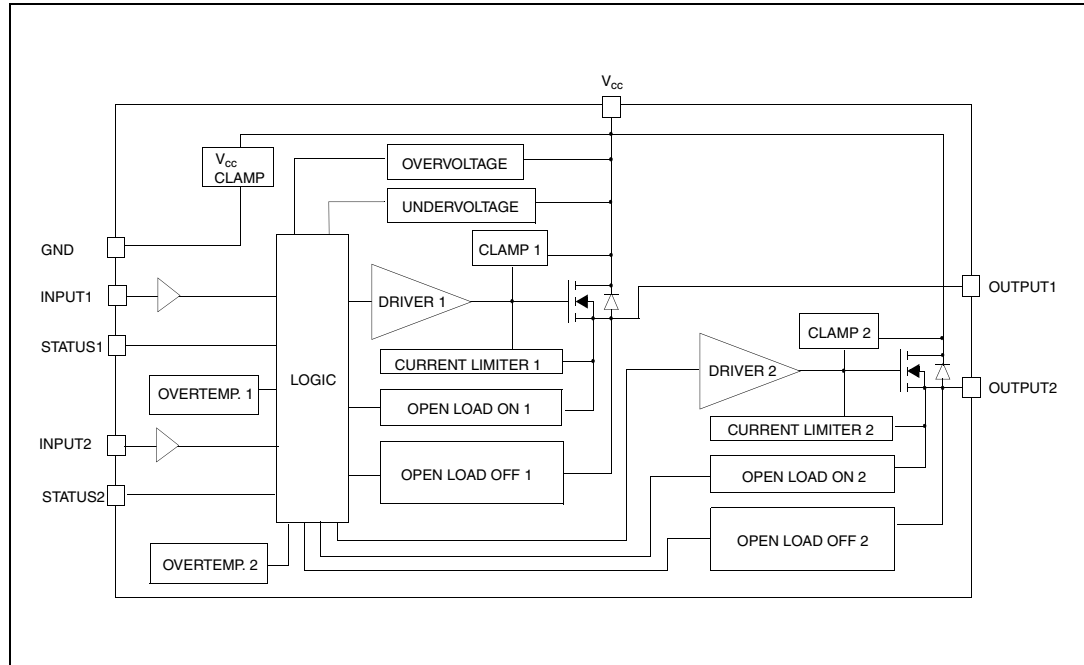 Vcc
Vcc
CLAMP
OVERVOLTAGE
UNDERVOLTAGE
GND
CLAMP 1
INPUT1
DRIVER 1
OUTPUT1
STATUS1
CLAMP 2
CURRENT LIMITER 1
LOGIC
DRIVER 2
OVERTEMP. 1
OUTPUT2
OPEN LOAD ON 1
CURRENT LIMITER 2
INPUT2
OPEN LOAD OFF 1
OPEN LOAD ON 2
STATUS2
OPEN LOAD OFF 2
OVERTEMP. 2